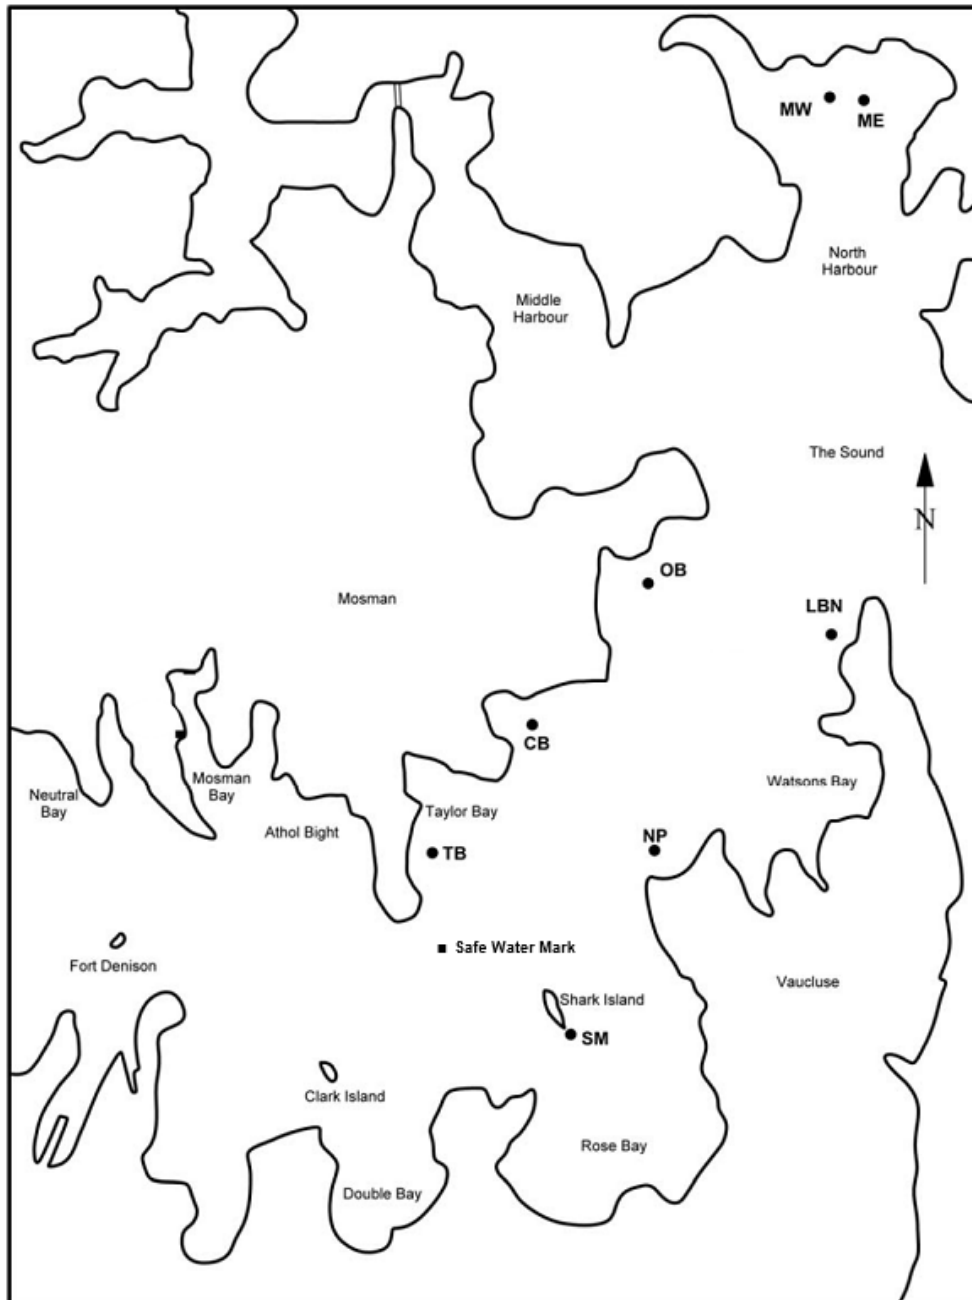 MW
ME
North
Harbour
Middle
Harbour
The Sound
N
OB
Mosman
LBN
CB
Mosman
Bay
Neutral
Bay
Watsons Bay
Taylor Bay
Athol Bight
NP
TB
Safe Water Mark
Fort Denison
Vaucluse
Shark Island
SM
Clark Island
Rose Bay
Double Bay